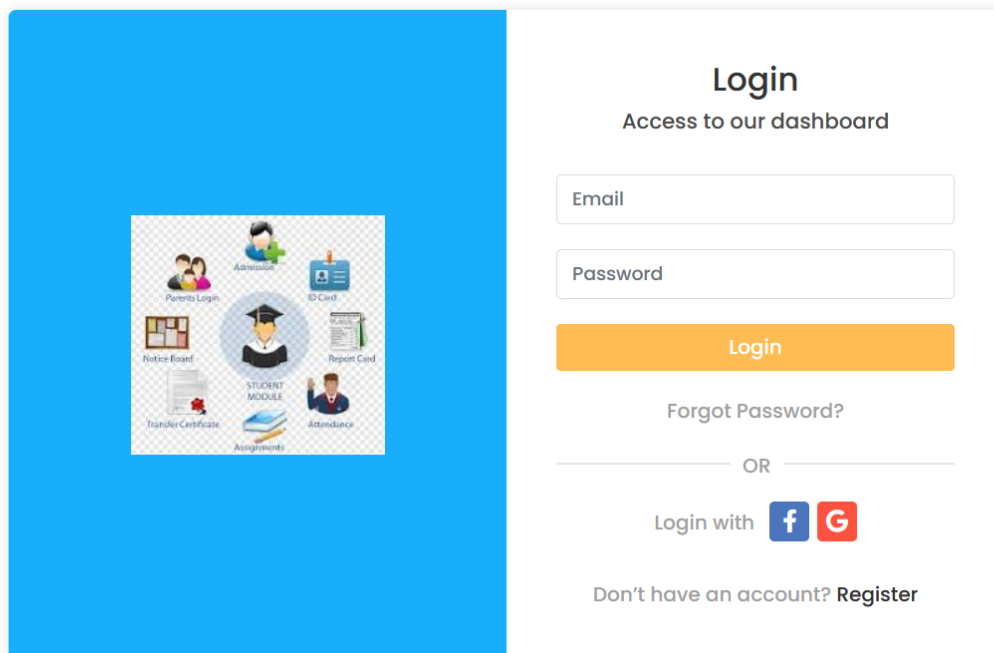 Admission
Parents Login
ID Card
Notice Board
Report Card
STUDENT
MODULE
Transfer Certificate
Attendance
Assignments
Login
Access to our dashboard
Email
Password
Login
Forgot Password?
OR
Login with
Don’t have an account? Register